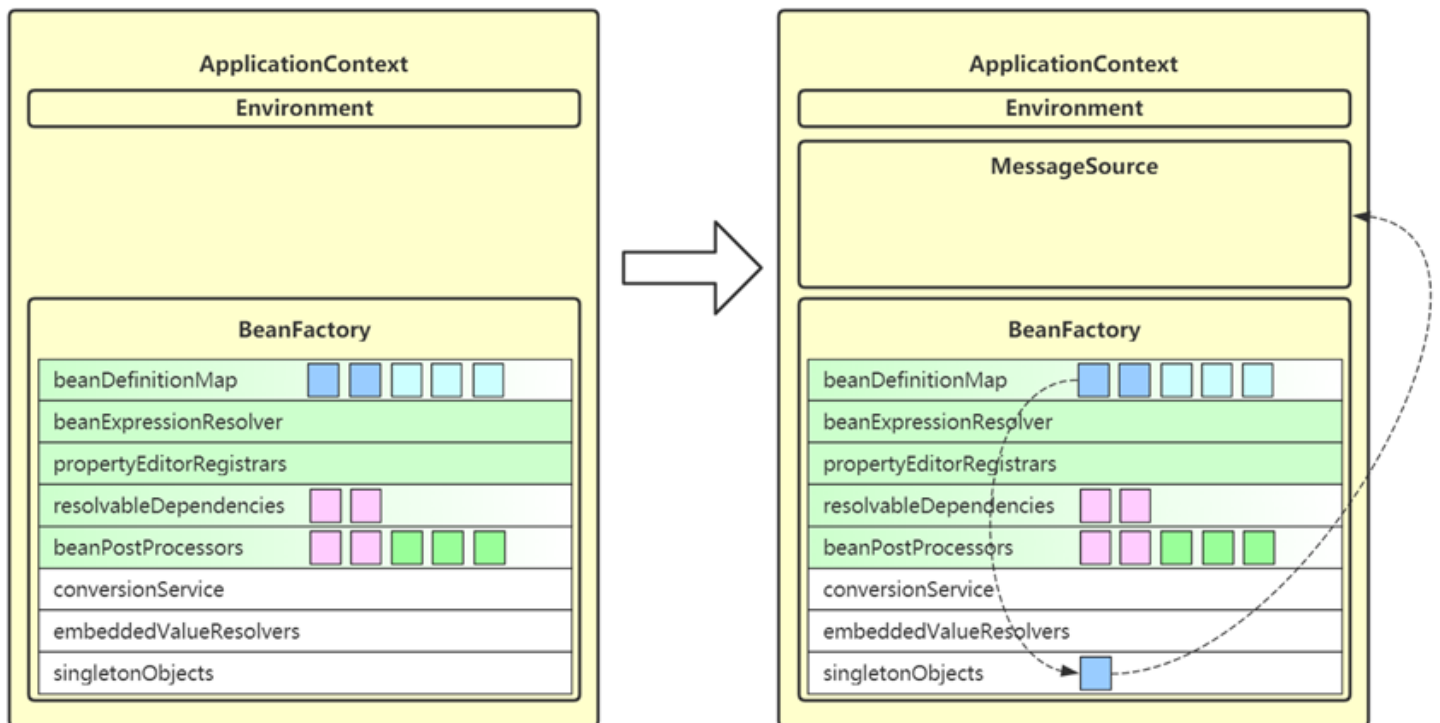 ApplicationContext
Environment
BeanFactory
beanDefinitionMap
beanExpressionResolver
propertyEditorRegistrars
resolvableDependencies
beanPostProcessors
conversionService
embeddedValueResolvers
singletonObjects
ApplicationContext
Environment
MessageSource
BeanFactory
beanDefinitionMap
beanExpressionResolver
propertyEditorRegistrars
resolvableDependencies
beanPostProcessors
conversionService
embeddedValueResolvers
singletonObjects